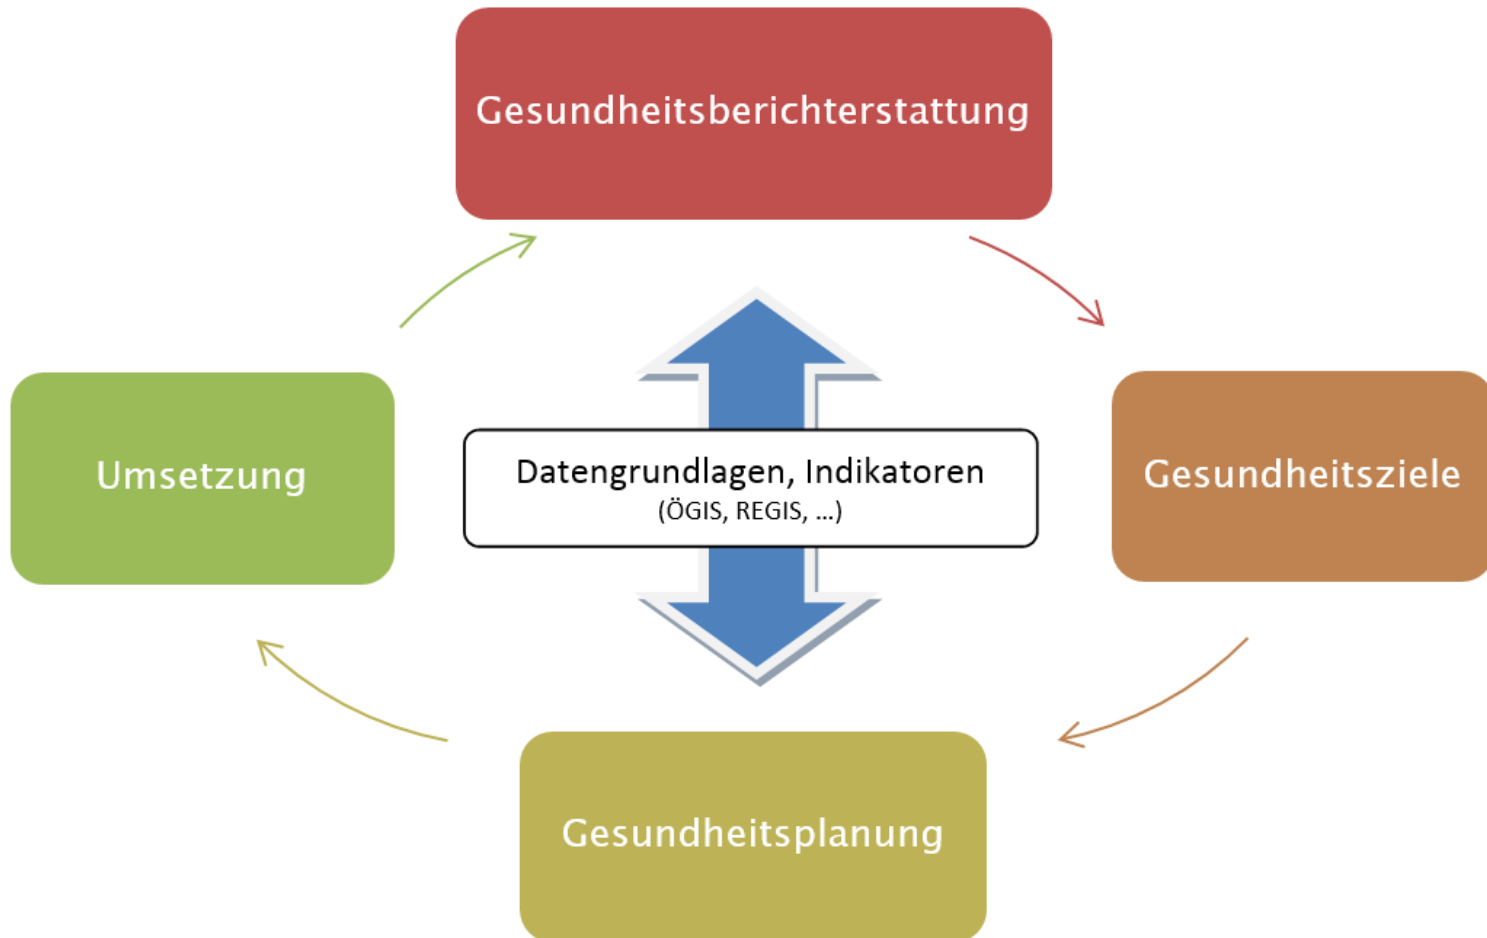 Gesundheitsberichterstattung
Umsetzung
Datengrundlagen, Indikatoren
(ÖGIS, REGIS, ...)
Gesundheitsziele
Gesundheitsplanung